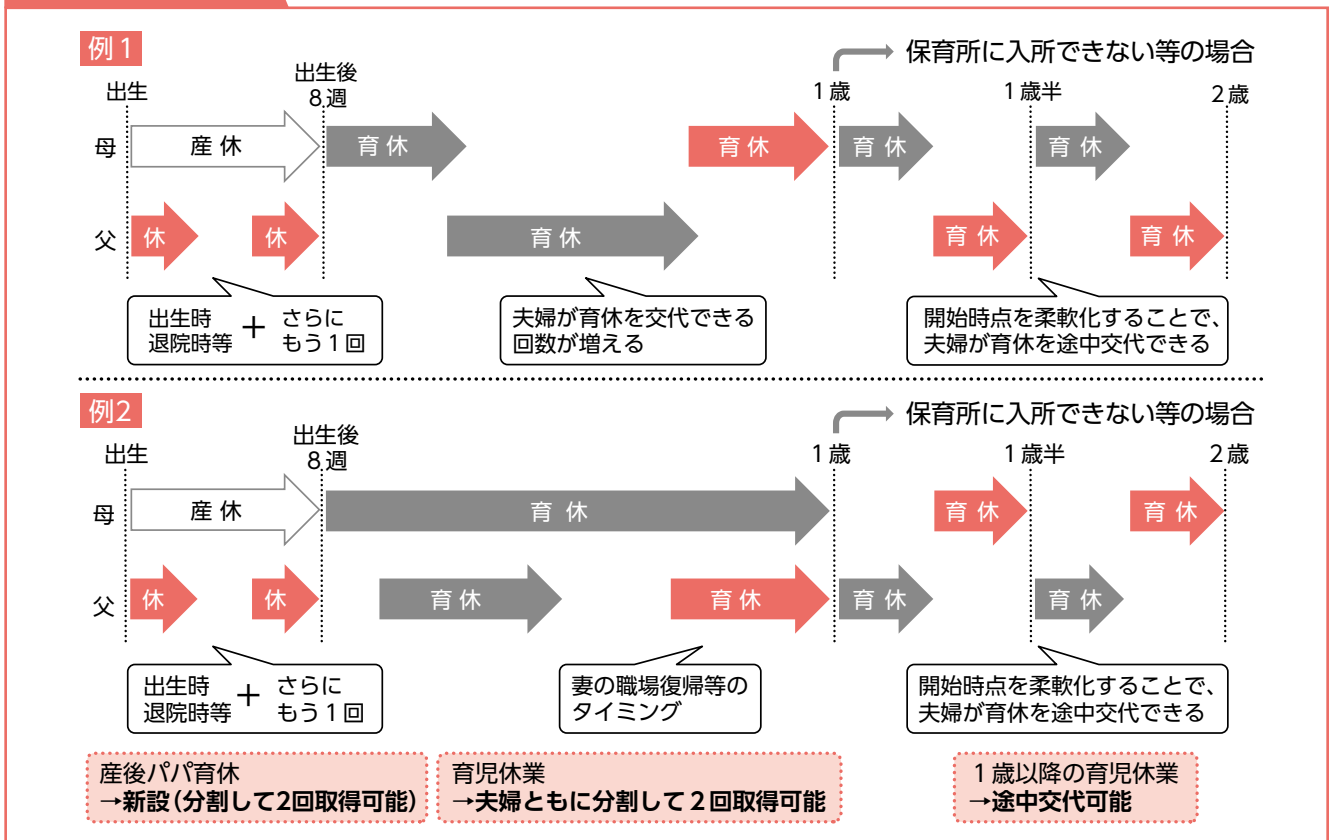 例1
保育所に入所できない等の場合
出生
出生後
8週
1歳
1歳半
2歳
母
産休
育休
育休
育休
育休
父
休
休
育休
育休
育休
出生時
退院時等
＋
さらに
もう1回
夫婦が育休を交代できる
回数が増える
開始時点を柔軟化することで、
夫婦が育休を途中交代できる
例2
保育所に入所できない等の場合
出生
出生後
8週
1歳
1歳半
2歳
母
産休
育休
育休
育休
父
休
休
育休
育休
育休
育休
出生時
退院時等
＋
さらに
もう1回
妻の職場復帰等の
タイミング
開始時点を柔軟化することで、
夫婦が育休を途中交代できる
産後パパ育休
→新設（分割して2回取得可能）
育児休業
→夫婦ともに分割して2回取得可能
1歳以降の育児休業
→途中交代可能